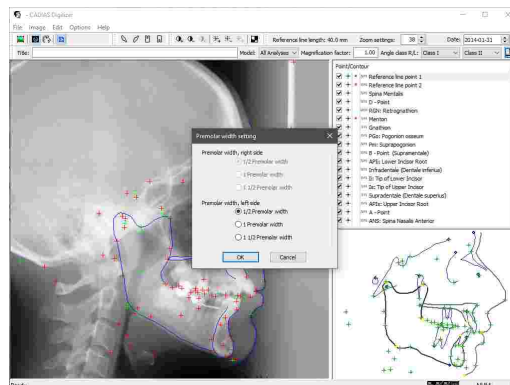 - CADIAS Digitizer
File Image Edit Options Help
Reference line length: 40.0 mm Zoom settings: 38 Date: 2014-01-31
Title: Model: All Analyses Magnification factor: 1.00 Angle class R/L: Class I Class II
Point/Contour
Reference line point 1
Reference line point 2
Spina Mentalis
D - Point
RGN: Retrognathion
Menton
Gnathion
PGo: Pogonion osseum
Pm: Suprapogonion
B - Point (Supramentale)
APi: Lower Incisor Root
Infradentale (Dentale inferius)
Ii: Tip of Lower Incisor
Is: Tip of Upper Incisor
Supradentale (Dentale superius)
APIs: Upper Incisor Root
A - Point
ANS: Spina Nasalis Anterior
Premolar width setting
Premolar width, right side
1/2 Premolar width
1 Premolar width
1 1/2 Premolar width
Premolar width, left side
1/2 Premolar width
1 Premolar width
1 1/2 Premolar width
OK Cancel